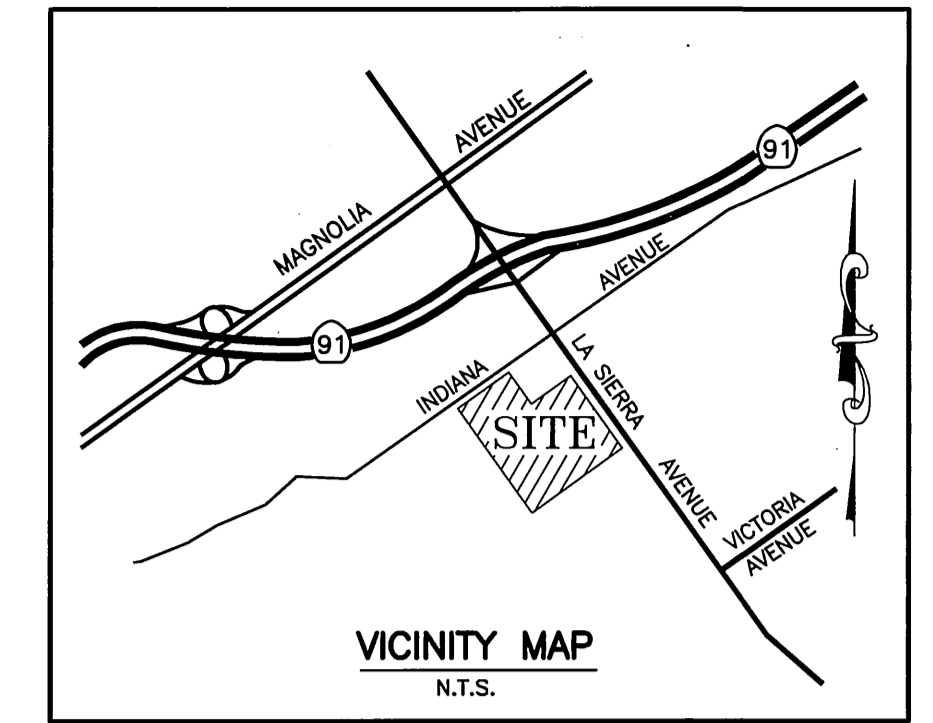 MAGNOLIA AVENUE
91
91
INDIANA AVENUE
LA SIERRA AVENUE
SITE
VICTORIA
AVENUE
VICINITY MAP
N.T.S.